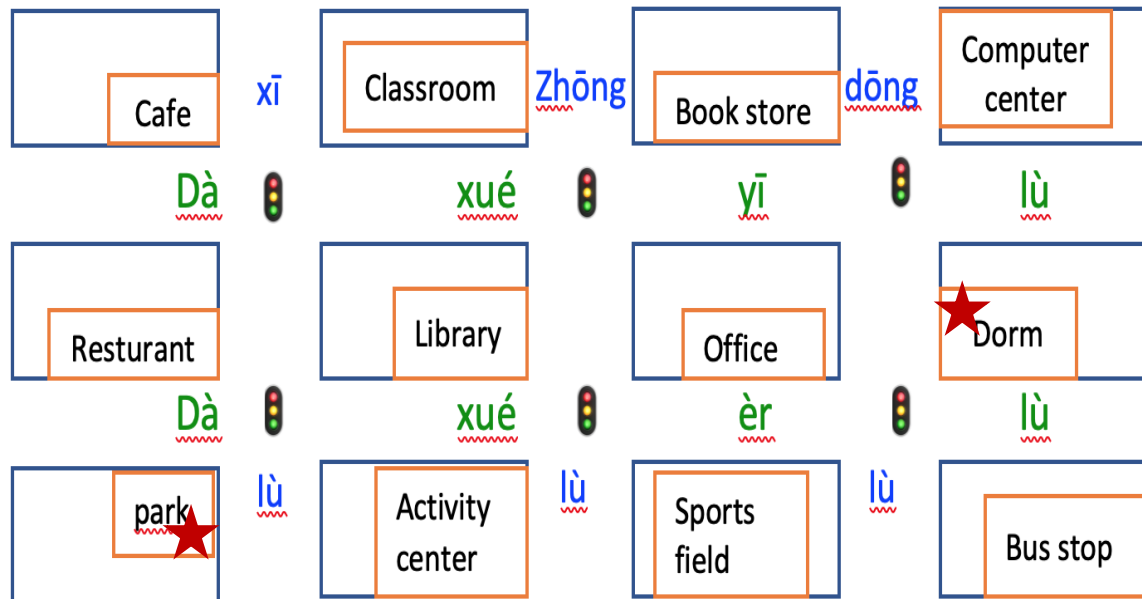 Cafe
xī
Classroom
Zhōng
Book store
dōng
Computer
center
Dà
xué
yī
lù
Resturant
Library
Office
Dorm
Dà
xué
èr
lù
park
lù
Activity
center
lù
Sports
field
lù
Bus stop